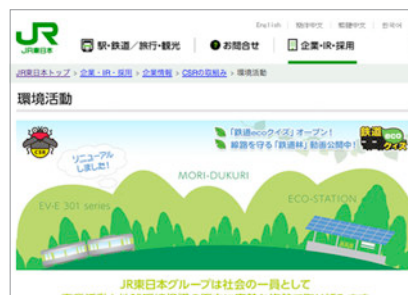 English | 简体中文 | 繁體中文 | 한국어
JR
JR東日本
駅・鉄道／旅行・観光
お問合せ
企業・IR・採用
JR東日本トップ > 企業・IR・採用 > 企業情報 > CSRの取組み > 環境活動
環境活動
「鉄道ecoクイズ」オープン！
線路を守る「鉄道林」動画公開中！
鉄道eco
クイズ
CSR
リニューアル
しました！
MORI-DUKURI
EV-E 301 series
ECO-STATION
JR東日本グループは社会の一員として